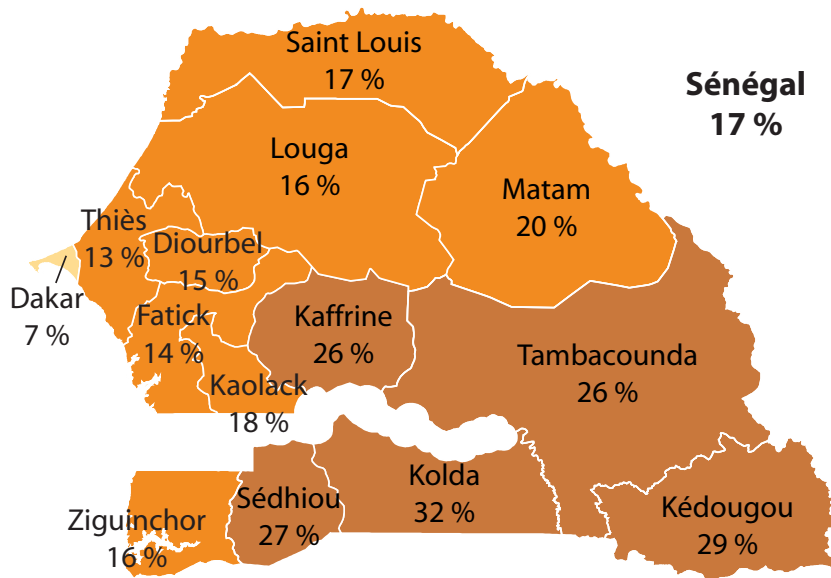 Saint Louis
17 %
Sénégal
17 %
Louga
16 %
Matam
20 %
Thiès
13 %
Diourbel
15 %
Dakar
7 %
Fatick
14 %
Kaffrine
26 %
Kaolack
18 %
Tambacounda
26 %
Ziguinchor
16 %
Sédhiou
27 %
Kolda
32 %
Kédougou
29 %